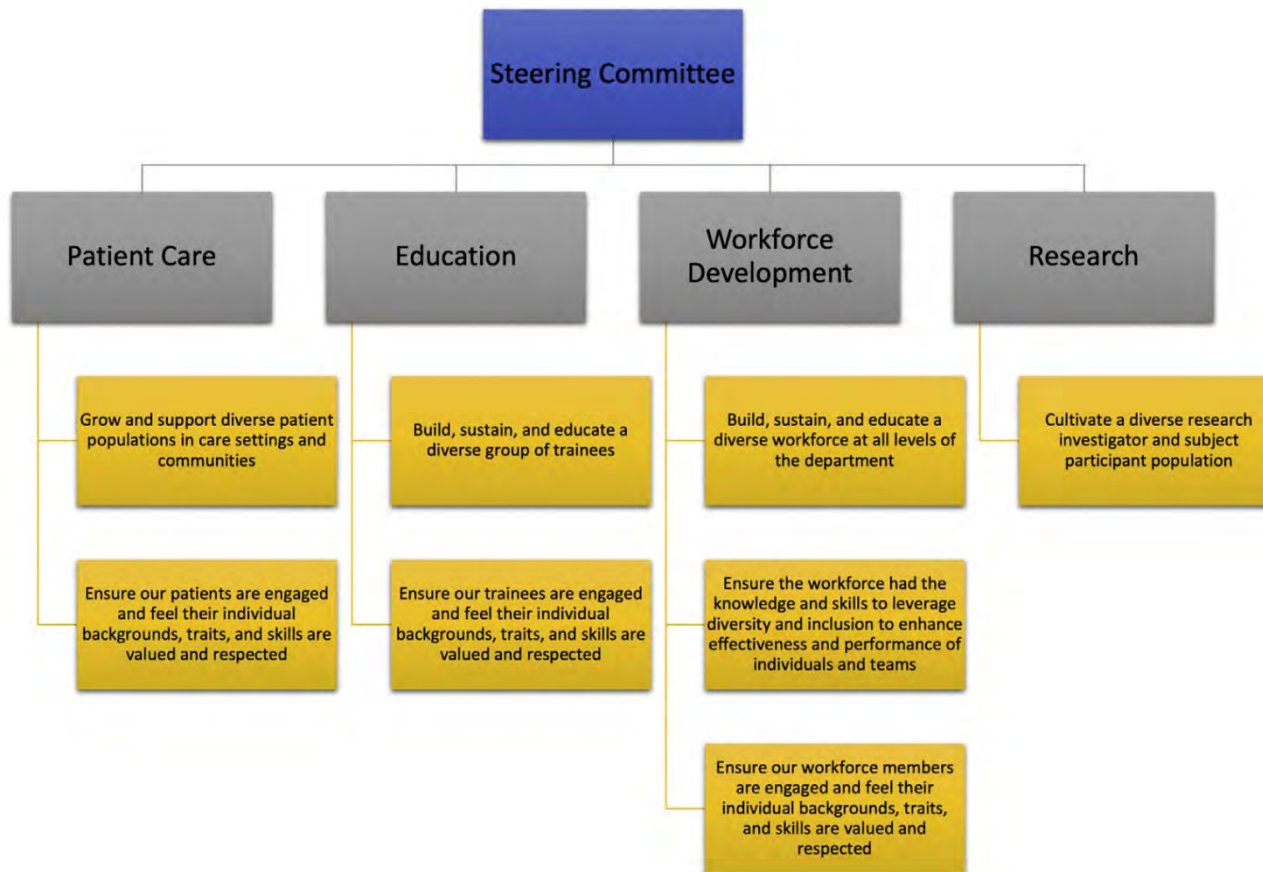 Steering Committee
Patient Care
Education
Workforce
Development
Research
Grow and support diverse patient
populations in care settings and
communities
Build, sustain, and educate a
diverse group of trainees
Build, sustain, and educate a
diverse workforce at all levels of
the department
Cultivate a diverse research
investigator and subject
participant population
Ensure our patients are engaged
and feel their individual
backgrounds, traits, and skills are
valued and respected
Ensure our trainees are engaged
and feel their individual
backgrounds, traits, and skills are
valued and respected
Ensure the workforce had the
knowledge and skills to leverage
diversity and inclusion to enhance
effectiveness and performance of
individuals and teams
Ensure our workforce members
are engaged and feel their
individual backgrounds, traits,
and skills are valued and
respected